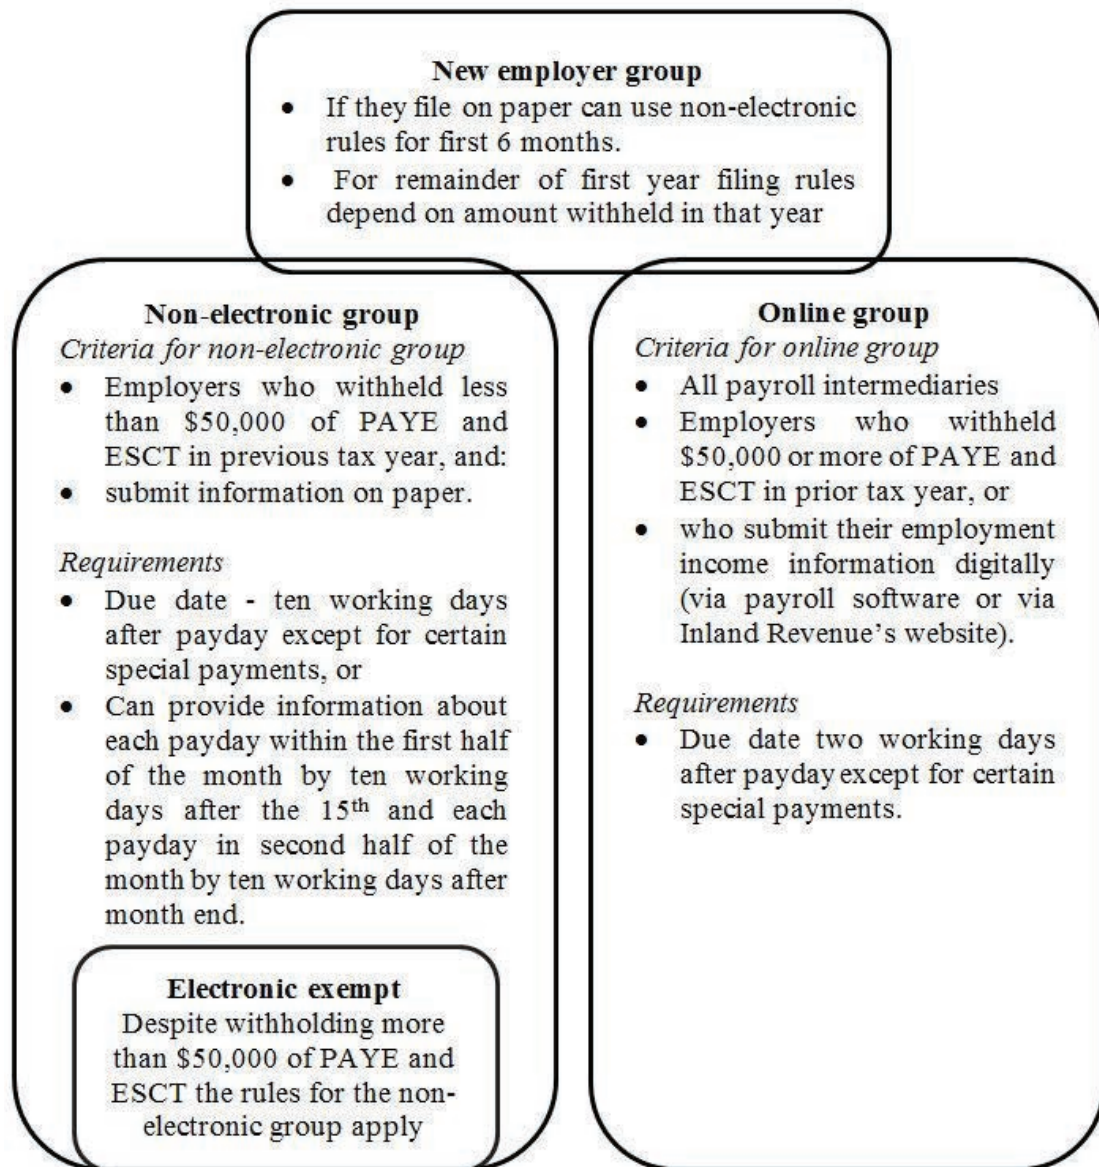 New employer group
• If they file on paper can use non-electronic
rules for first 6 months.
• For remainder of first year filing rules
depend on amount withheld in that year
Non-electronic group
Criteria for non-electronic group
• Employers who withheld less
than $50,000 of PAYE and
ESCT in previous tax year, and:
• submit information on paper.
Requirements
• Due date - ten working days
after payday except for certain
special payments, or
• Can provide information about
each payday within the first half
of the month by ten working
days after the 15th and each
payday in second half of the
month by ten working days after
month end.
Electronic exempt
Despite withholding more
than $50,000 of PAYE and
ESCT the rules for the non-
electronic group apply
Online group
Criteria for online group
• All payroll intermediaries
• Employers who withheld
$50,000 or more of PAYE and
ESCT in prior tax year, or
• who submit their employment
income information digitally
(via payroll software or via
Inland Revenue's website).
Requirements
• Due date two working days
after payday except for certain
special payments.